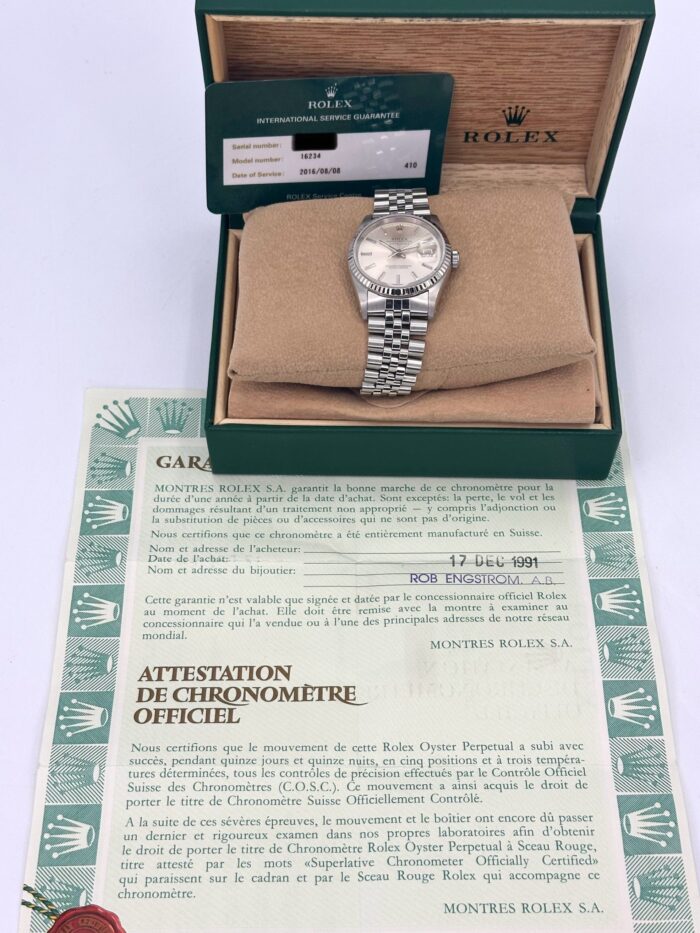 ROLEX
INTERNATIONAL SERVICE GUARANTEE
Serial number:
Model number: 16234
Date of Service: 2016/08/08 410
ROLEX Service Centre
ROLEX
ROLEX
GARA
MONTRES ROLEX S.A. garantit la bonne marche de ce chronomètre pour la
durée d'une année à partir de la date d'achat. Sont exceptés: la perte, le vol et les
dommages résultant d'un traitement non approprié — y compris l'adjonction ou
la substitution de pièces ou d'accessoires qui ne sont pas d'origine.
Nous certifions que ce chronomètre a été entièrement manufacturé en Suisse.
Nom et adresse de l'acheteur:
Date de l'achat: 17 DEC 1991
Nom et adresse du bijoutier: ROB ENGSTROM, A.B.
Cette garantie n'est valable que signée et datée par le concessionnaire officiel Rolex
au moment de l'achat. Elle doit être remise avec la montre à examiner au
concessionnaire qui l'a vendue ou à l'une des principales adresses de notre réseau
mondial.
MONTRES ROLEX S.A.
ATTESTATION
DE CHRONOMÈTRE
OFFICIEL
Nous certifions que le mouvement de cette Rolex Oyster Perpetual a subi avec
succès, pendant quinze jours et quinze nuits, en cinq positions et à trois tempéra-
tures déterminées, tous les contrôles de précision effectués par le Contrôle Officiel
Suisse des Chronomètres (C.O.S.C.). Ce mouvement a ainsi acquis le droit de
porter le titre de Chronomètre Suisse Officiellement Contrôlé.
A la suite de ces sévères épreuves, le mouvement et le boîtier ont encore dû passer
un dernier et rigoureux examen dans nos propres laboratoires afin d'obtenir
le droit de porter le titre de Chronomètre Rolex Oyster Perpetual à Sceau Rouge,
titre attesté par les mots «Superlative Chronometer Officially Certified»
qui paraissent sur le cadran et par le Sceau Rouge Rolex qui accompagne ce
chronomètre.
MONTRES ROLEX S.A.